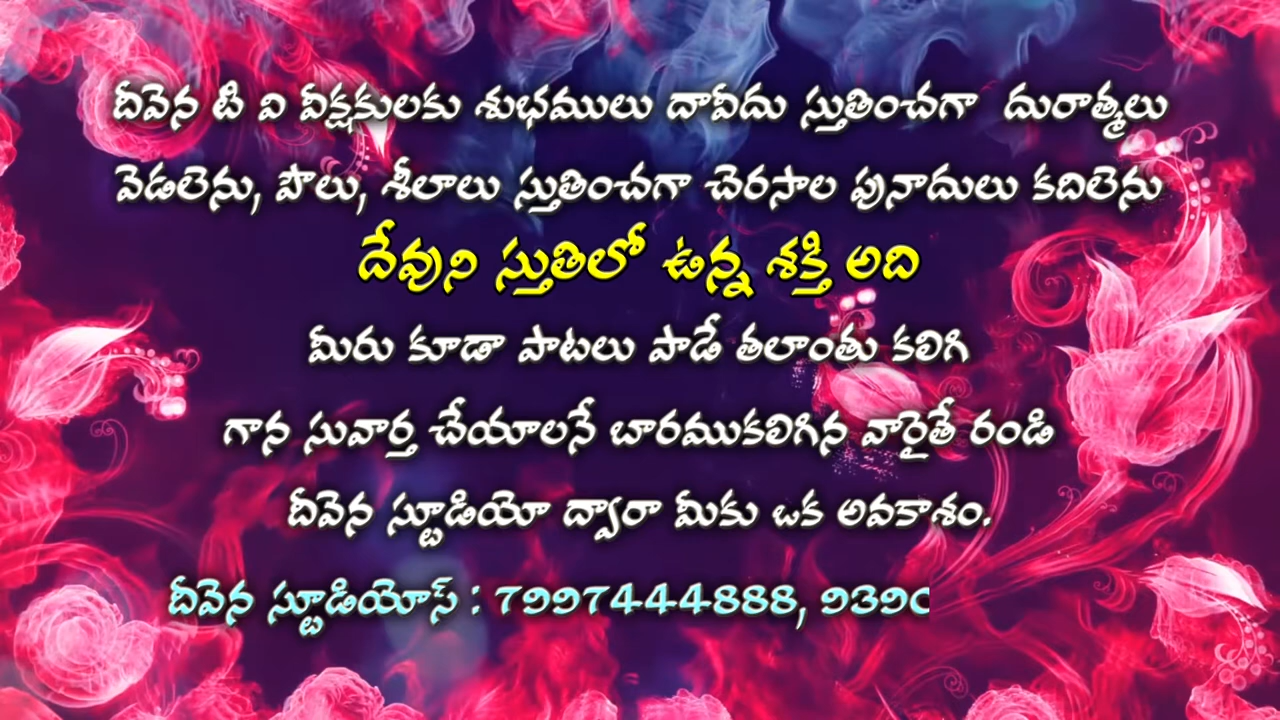 దీవెన టి వి వీక్షకులకు శుభములు దావీదు స్తుతించగా దురాత్మలు
వెడలెను, పౌలు, శీలాలు స్తుతించగా చెరసాల పునాదులు కదిలెను
దేవుని స్తుతిలో ఉన్న శక్తి అది
మీరు కూడా పాటలు పాడే తలాంతు కలిగి
గాన సువార్త చేయాలనే బారముకలిగిన వారైతే రండి
దీవెన స్టూడియో ద్వారా మీకు ఒక అవకాశం.
దీవెన స్టూడియోస్ : 7997444888, 939